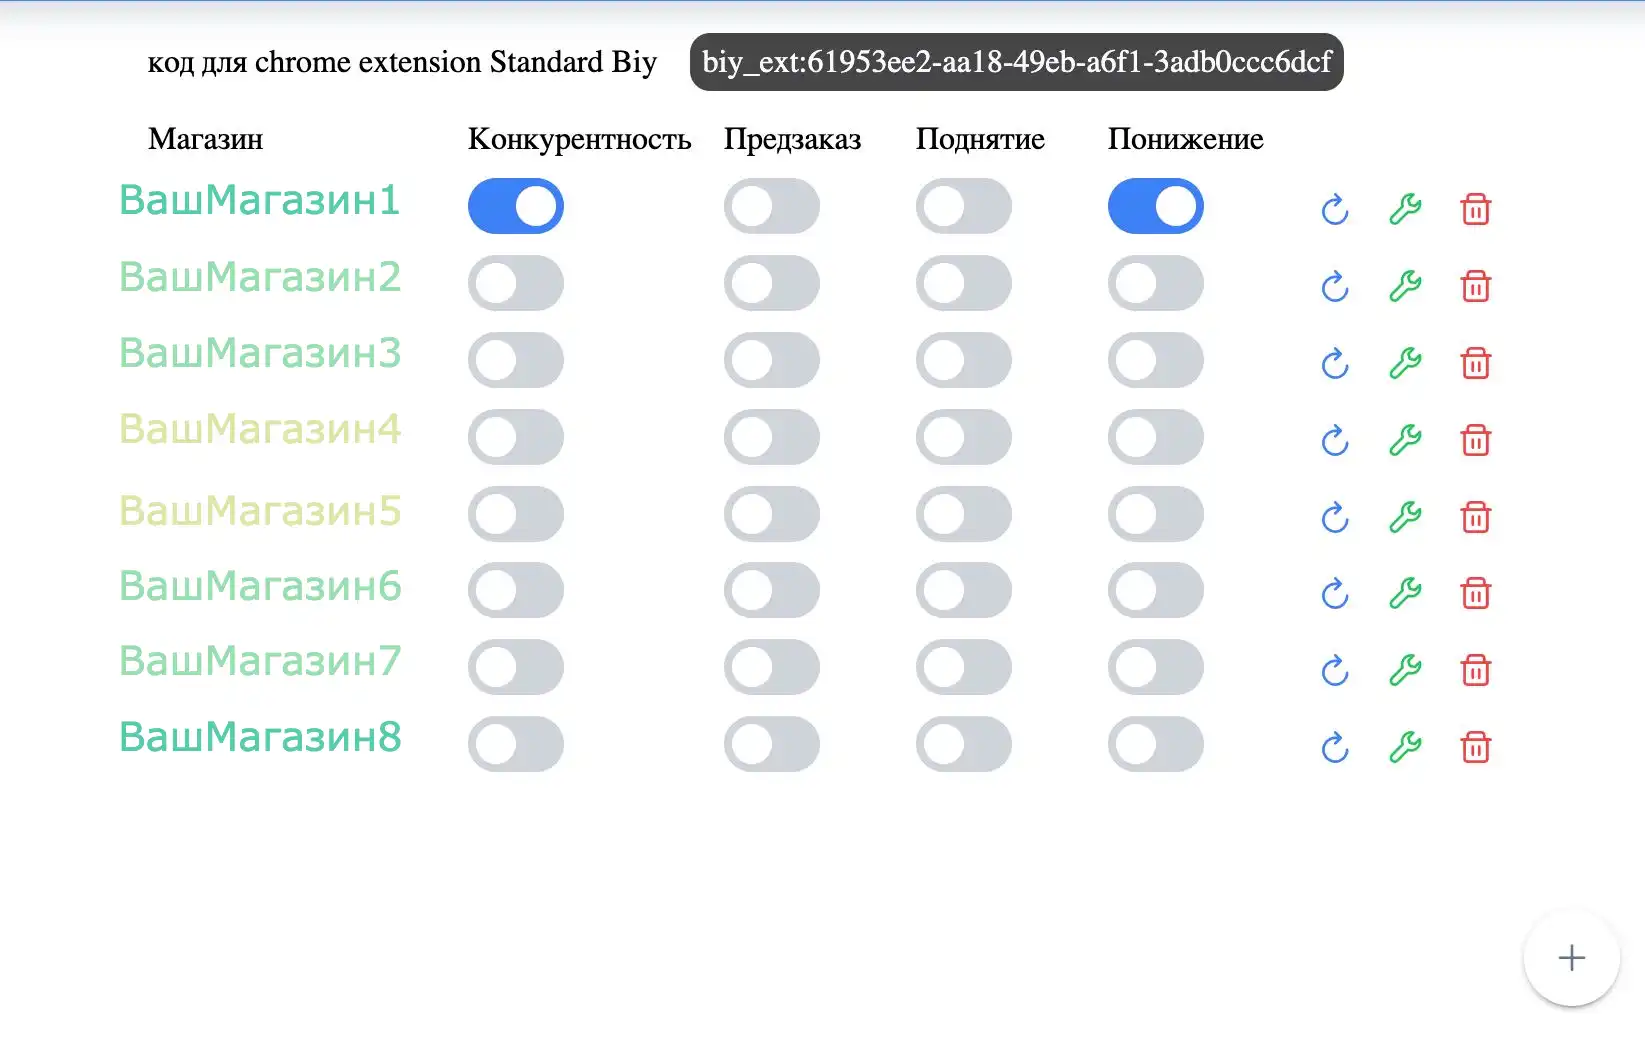 код для chrome extension Standard Biy biy_ext:61953ee2-aa18-49eb-a6f1-3adb0ccc6dcf
Магазин Конкурентность Предзаказ Поднятие Понижение
ВашМагазин1
ВашМагазин2
ВашМагазин3
ВашМагазин4
ВашМагазин5
ВашМагазин6
ВашМагазин7
ВашМагазин8